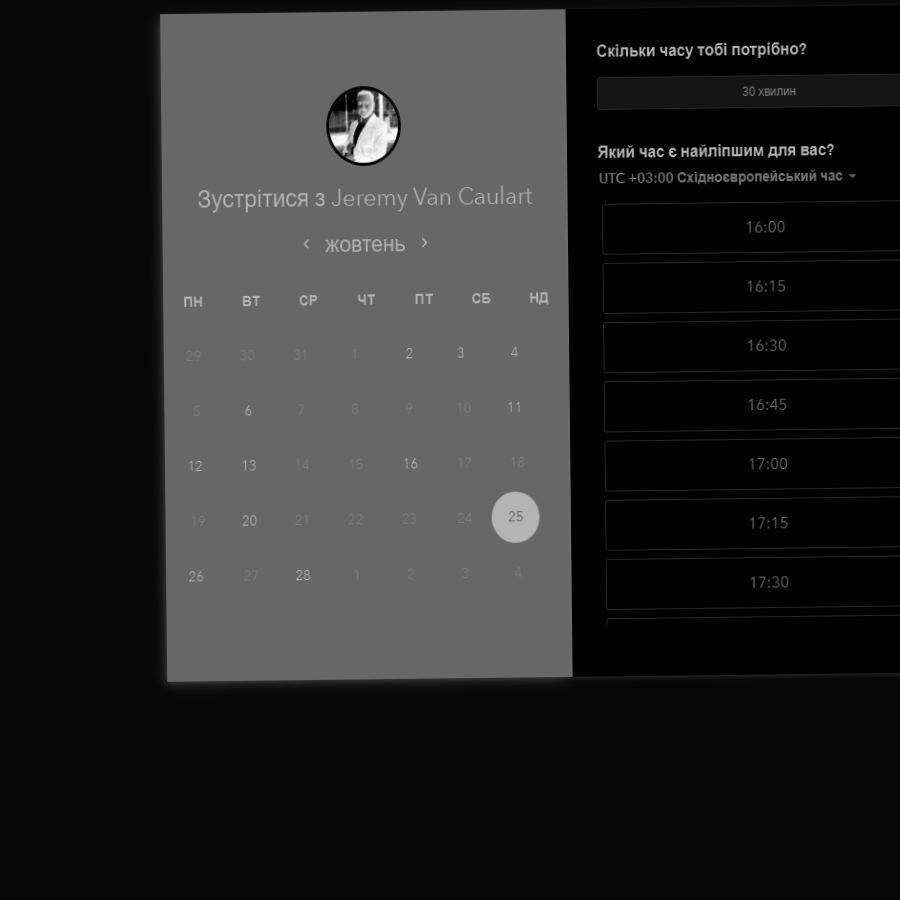 Зустрітися з Jeremy Van Caulart
‹ жовтень ›
ПН ВТ СР ЧТ ПТ СБ НД
29 30 31 1 2 3 4
5 6 7 8 9 10 11
12 13 14 15 16 17 18
19 20 21 22 23 24 25
26 27 28 1 2 3 4
Скільки часу тобі потрібно?
30 хвилин
Який час є найліпшим для вас?
UTC +03:00 Східноєвропейський час
16:00
16:15
16:30
16:45
17:00
17:15
17:30